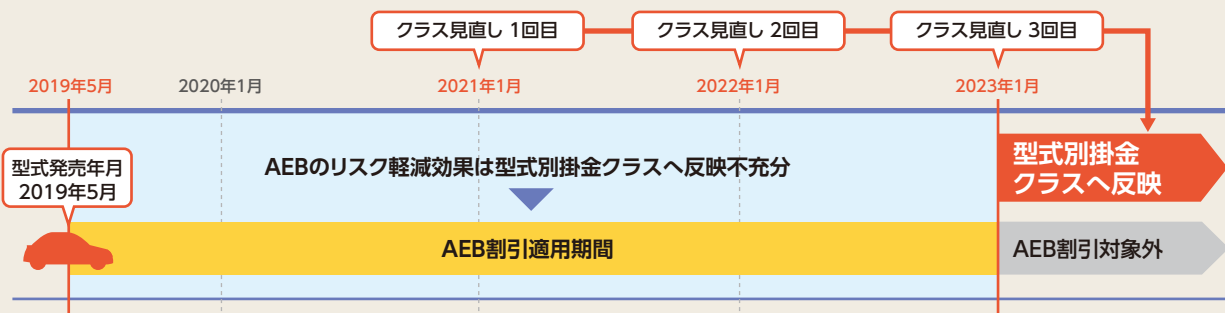 クラス見直し 1回目
クラス見直し 2回目
クラス見直し 3回目
2019年5月
2020年1月
2021年1月
2022年1月
2023年1月
型式発売年月
2019年5月
AEBのリスク軽減効果は型式別掛金クラスへ反映不充分
型式別掛金
クラスへ反映
AEB割引適用期間
AEB割引対象外